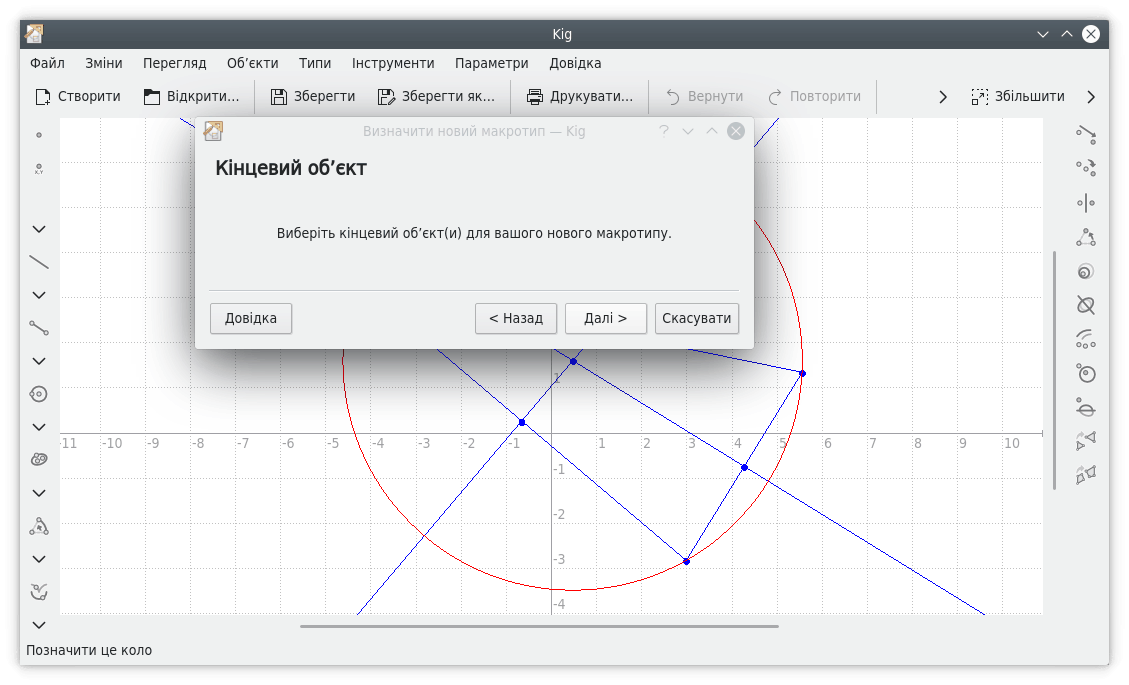 Kig
Файл Зміни Перегляд Об’єкти Типи Інструменти Параметри Довідка
Створити Відкрити... Зберегти Зберегти як... Друкувати... Вернути Повторити Збільшити
Визначити новий макротип — Kig
Кінцевий об’єкт
Виберіть кінцевий об’єкт(и) для вашого нового макротипу.
Довідка < Назад Далі > Скасувати
1
-11 -10 -9 -8 -7 -6 -5 -4 -3 -2 -1 1 2 3 4 5 6 7 8 9 10
-1
-2
-3
-4
Позначити це коло